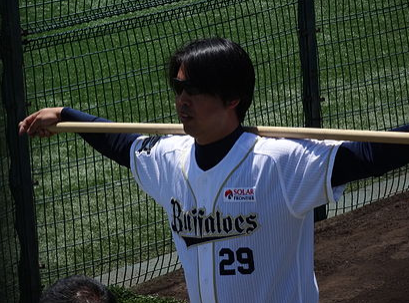 SOLAR
FRONTIER
Buffaloes
29